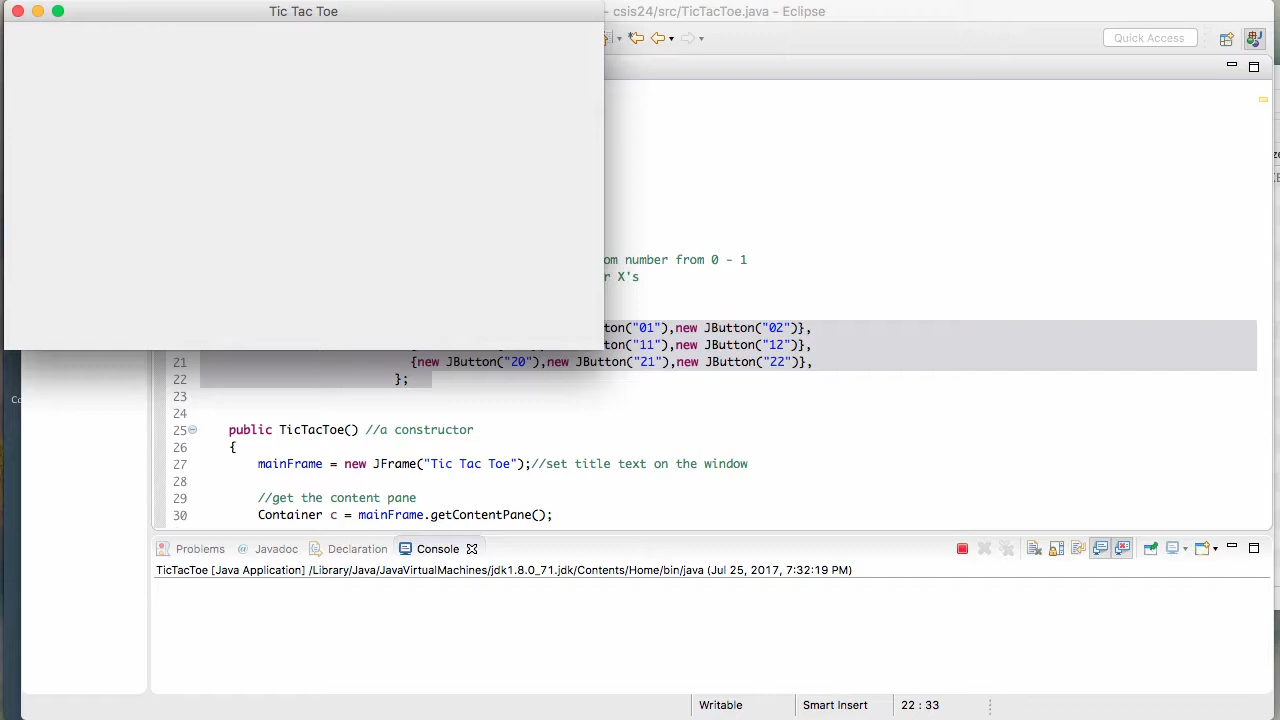 Tic Tac Toe
- csis24/src/TicTacToe.java - Eclipse
Quick Access
om number from 0 - 1
r X's
ton("01"),new JButton("02")},
ton("11"),new JButton("12")},
21 {new JButton("20"),new JButton("21"),new JButton("22")},
22 };
23
24
25 public TicTacToe() //a constructor
26 {
27 mainFrame = new JFrame("Tic Tac Toe");//set title text on the window
28
29 //get the content pane
30 Container c = mainFrame.getContentPane();
Problems @ Javadoc Declaration Console
TicTacToe [Java Application] /Library/Java/JavaVirtualMachines/jdk1.8.0_71.jdk/Contents/Home/bin/java (Jul 25, 2017, 7:32:19 PM)
Writable Smart Insert 22 : 33